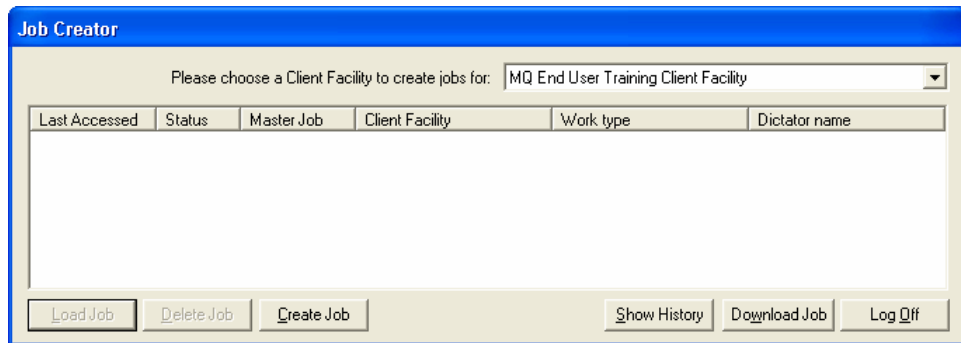 Job Creator
Please choose a Client Facility to create jobs for: MQ End User Training Client Facility
Last Accessed Status Master Job Client Facility Work type Dictator name
Load Job Delete Job Create Job Show History Download Job Log Off